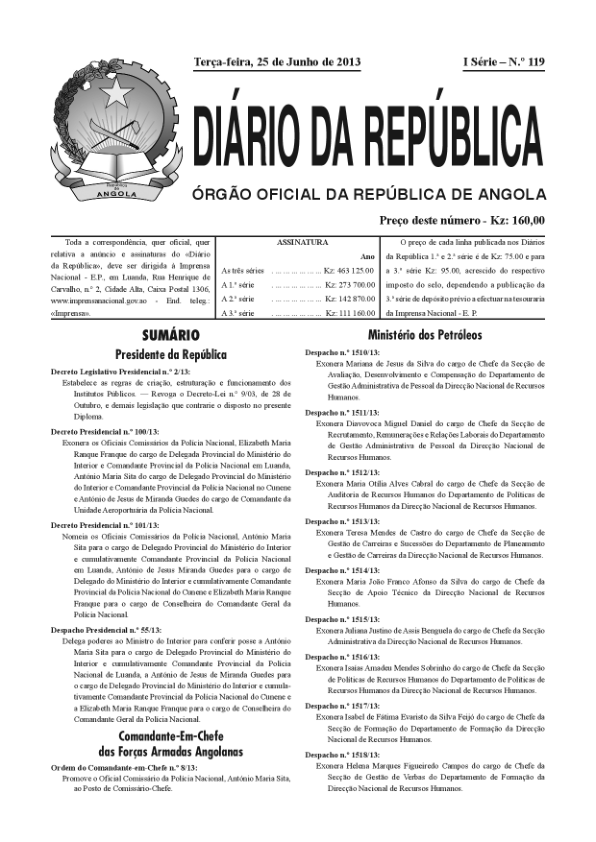 Terça-feira, 25 de Junho de 2013
I Série – N.º 119
DIÁRIO DA REPÚBLICA
ÓRGÃO OFICIAL DA REPÚBLICA DE ANGOLA
República de
ANGOLA
Preço deste número - Kz: 160,00
Toda a correspondência, quer oficial, quer
relativa a anúncio e assinaturas do «Diário
da República», deve ser dirigida à Imprensa
Nacional - E.P., em Luanda, Rua Henrique de
Carvalho, n.º 2, Cidade Alta, Caixa Postal 1306,
www.imprensanacional.gov.ao - End. teleg.:
«Imprensa».
ASSINATURA
Ano
As três séries ..................... Kz: 463 125.00
A 1.ª série ..................... Kz: 273 700.00
A 2.ª série ..................... Kz: 142 870.00
A 3.ª série ..................... Kz: 111 160.00
O preço de cada linha publicada nos Diários
da República 1.ª e 2.ª série é de Kz: 75.00 e para
a 3.ª série Kz: 95.00, acrescido do respectivo
imposto do selo, dependendo a publicação da
3.ª série de depósito prévio a efectuar na tesouraria
da Imprensa Nacional - E. P.
SUMÁRIO
Presidente da República
Decreto Legislativo Presidencial n.º 2/13:
Estabelece as regras de criação, estruturação e funcionamento dos
Institutos Públicos. — Revoga o Decreto-Lei n.º 9/03, de 28 de
Outubro, e demais legislação que contrarie o disposto no presente
Diploma.
Decreto Presidencial n.º 100/13:
Exonera os Oficiais Comissários da Polícia Nacional, Elizabeth Maria
Ranque Franque do cargo de Delegada Provincial do Ministério do
Interior e Comandante Provincial da Polícia Nacional em Luanda,
António Maria Sita do cargo de Delegado Provincial do Ministério
do Interior e Comandante Provincial da Polícia Nacional no Cunene
e António de Jesus de Miranda Guedes do cargo de Comandante da
Unidade Aeroportuária da Polícia Nacional.
Decreto Presidencial n.º 101/13:
Nomeia os Oficiais Comissários da Polícia Nacional, António Maria
Sita para o cargo de Delegado Provincial do Ministério do Interior
e cumulativamente Comandante Provincial da Polícia Nacional
em Luanda, António de Jesus Miranda Guedes para o cargo de
Delegado do Ministério do Interior e cumulativamente Comandante
Provincial da Polícia Nacional do Cunene e Elizabeth Maria Ranque
Franque para o cargo de Conselheira do Comandante Geral da
Polícia Nacional.
Despacho Presidencial n.º 55/13:
Delega poderes ao Ministro do Interior para conferir posse a António
Maria Sita para o cargo de Delegado Provincial do Ministério do
Interior e cumulativamente Comandante Provincial da Polícia
Nacional de Luanda, a António de Jesus de Miranda Guedes para
o cargo de Delegado Provincial do Ministério do Interior e cumula-
tivamente Comandante Provincial da Polícia Nacional do Cunene e
a Elizabeth Maria Ranque Franque para o cargo de Conselheira do
Comandante Geral da Polícia Nacional.
Comandante-Em-Chefe
das Forças Armadas Angolanas
Ordem do Comandante-em-Chefe n.º 8/13:
Promove o Oficial Comissário da Polícia Nacional, António Maria Sita,
ao Posto de Comissário-Chefe.
Ministério dos Petróleos
Despacho n.º 1510/13:
Exonera Mariana de Jesus da Silva do cargo de Chefe da Secção de
Avaliação, Desenvolvimento e Compensação do Departamento de
Gestão Administrativa de Pessoal da Direcção Nacional de Recursos
Humanos.
Despacho n.º 1511/13:
Exonera Diavovoca Miguel Daniel do cargo de Chefe da Secção de
Recrutamento, Remunerações e Relações Laborais do Departamento
de Gestão Administrativa de Pessoal da Direcção Nacional de
Recursos Humanos.
Despacho n.º 1512/13:
Exonera Maria Otília Alves Cabral do cargo de Chefe da Secção de
Auditoria de Recursos Humanos do Departamento de Políticas de
Recursos Humanos da Direcção Nacional de Recursos Humanos.
Despacho n.º 1513/13:
Exonera Teresa Mendes de Castro do cargo de Chefe da Secção de
Gestão de Carreiras e Sucessões do Departamento de Planeamento
e Gestão de Carreiras da Direcção Nacional de Recursos Humanos.
Despacho n.º 1514/13:
Exonera Maria João Franco Afonso da Silva do cargo de Chefe da
Secção de Apoio Técnico da Direcção Nacional de Recursos
Humanos.
Despacho n.º 1515/13:
Exonera Juliana Justino de Assis Benguela do cargo de Chefe da Secção
Administrativa da Direcção Nacional de Recursos Humanos.
Despacho n.º 1516/13:
Exonera Isaías Amadeu Mendes Sobrinho do cargo de Chefe da Secção
de Políticas de Recursos Humanos do Departamento de Políticas de
Recursos Humanos da Direcção Nacional de Recursos Humanos.
Despacho n.º 1517/13:
Exonera Isabel de Fátima Evaristo da Silva Feijó do cargo de Chefe da
Secção de Formação do Departamento de Formação da Direcção
Nacional de Recursos Humanos.
Despacho n.º 1518/13:
Exonera Helena Marques Figueiredo Campos do cargo de Chefe da
Secção de Gestão de Verbas do Departamento de Formação da
Direcção Nacional de Recursos Humanos.